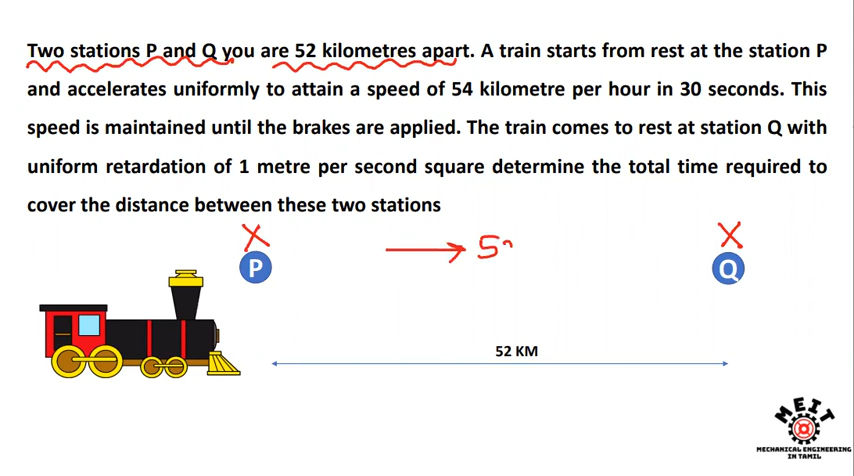 Two stations P and Q you are 52 kilometres apart. A train starts from rest at the station P
and accelerates uniformly to attain a speed of 54 kilometre per hour in 30 seconds. This
speed is maintained until the brakes are applied. The train comes to rest at station Q with
uniform retardation of 1 metre per second square determine the total time required to
cover the distance between these two stations
X X
P Q
52 KM
MEIT
MECHANICAL ENGINEERING
IN TAMIL